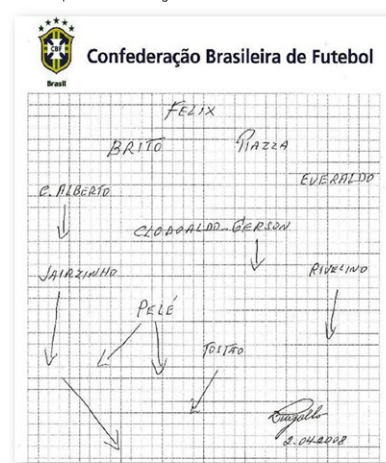 CBF
Brasil
Confederação Brasileira de Futebol
FELIX
BRITO PIAZZA
EVERALDO
C. ALBERTO
CLODOALDO GERSON
JAIRZINHO RIVELINO
PELÉ
TOSTÃO
2.04.2008